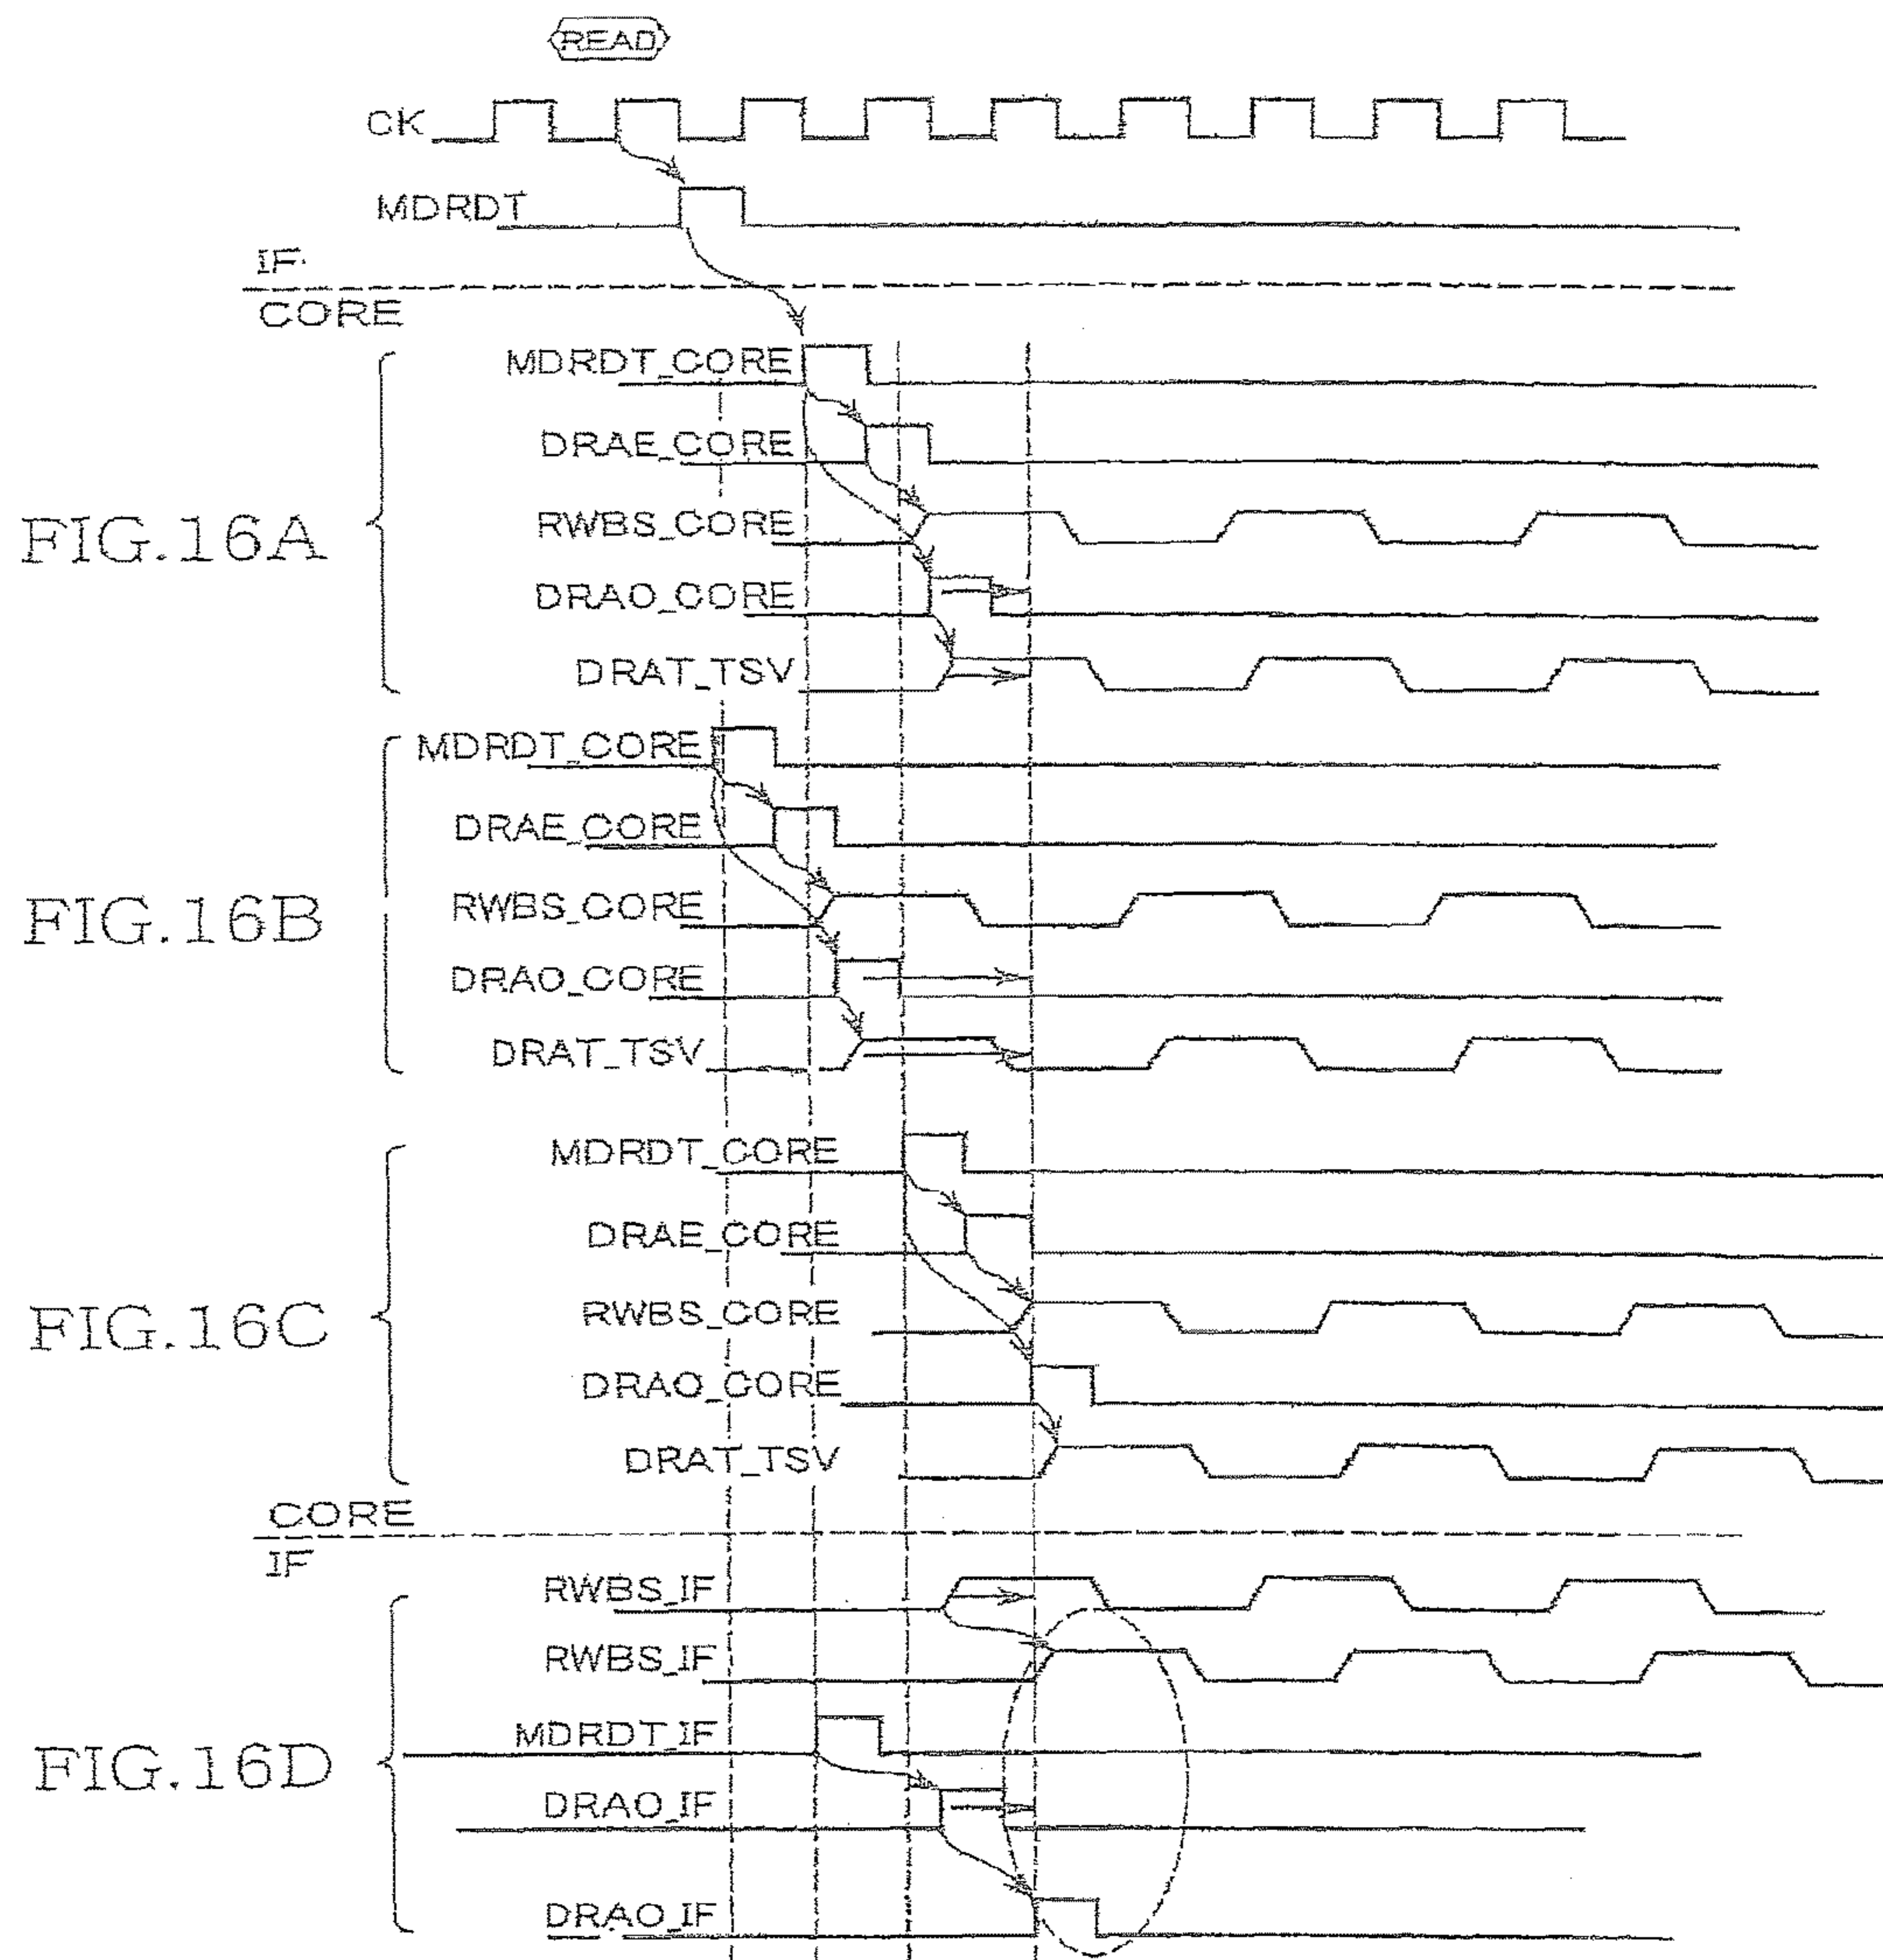 READ
CK
MDRDT
IF
CORE
FIG.16A
MDRDT_CORE
DRAE_CORE
RWBS_CORE
DRAO_CORE
DRAT_TSV
FIG.16B
MDRDT_CORE
DRAE_CORE
RWBS_CORE
DRAO_CORE
DRAT_TSV
FIG.16C
MDRDT_CORE
DRAE_CORE
RWBS_CORE
DRAO_CORE
DRAT_TSV
CORE
IF
FIG.16D
RWBS_IF
RWBS_IF
MDRDT_IF
DRAO_IF
DRAO_IF